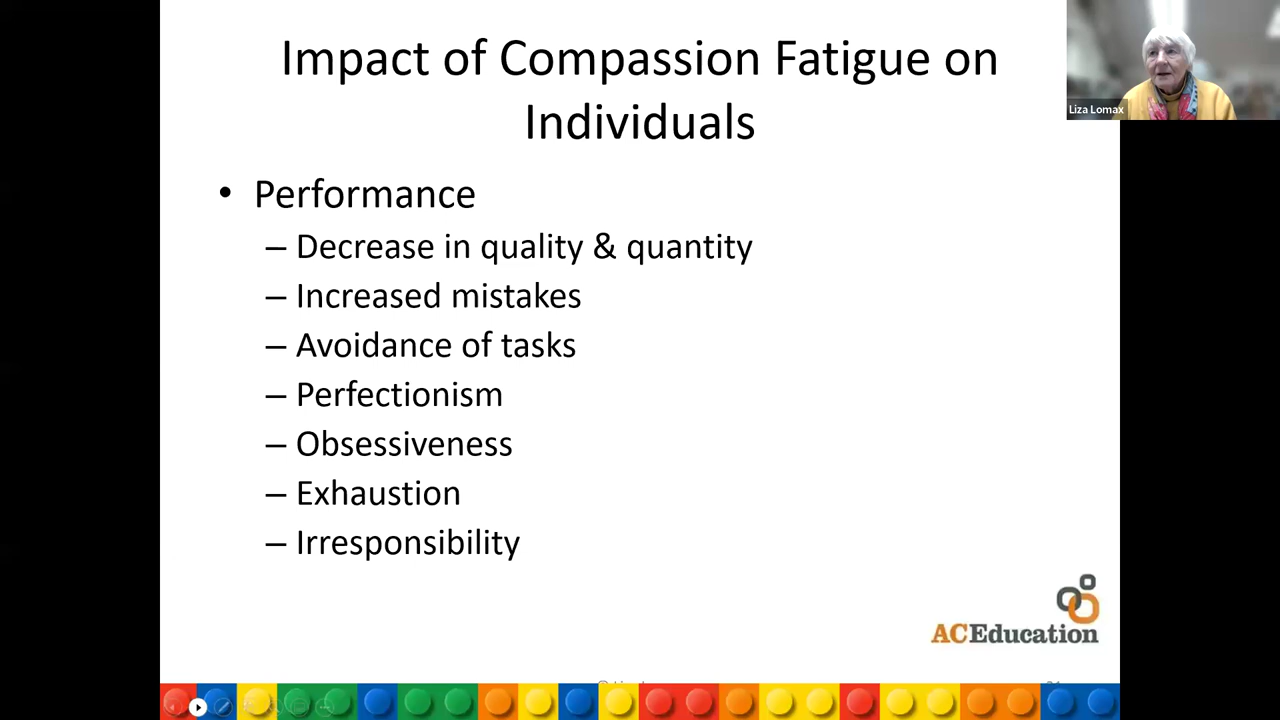 Impact of Compassion Fatigue on
Individuals
Liza Lomax
• Performance
– Decrease in quality & quantity
– Increased mistakes
– Avoidance of tasks
– Perfectionism
– Obsessiveness
– Exhaustion
– Irresponsibility
ACEducation